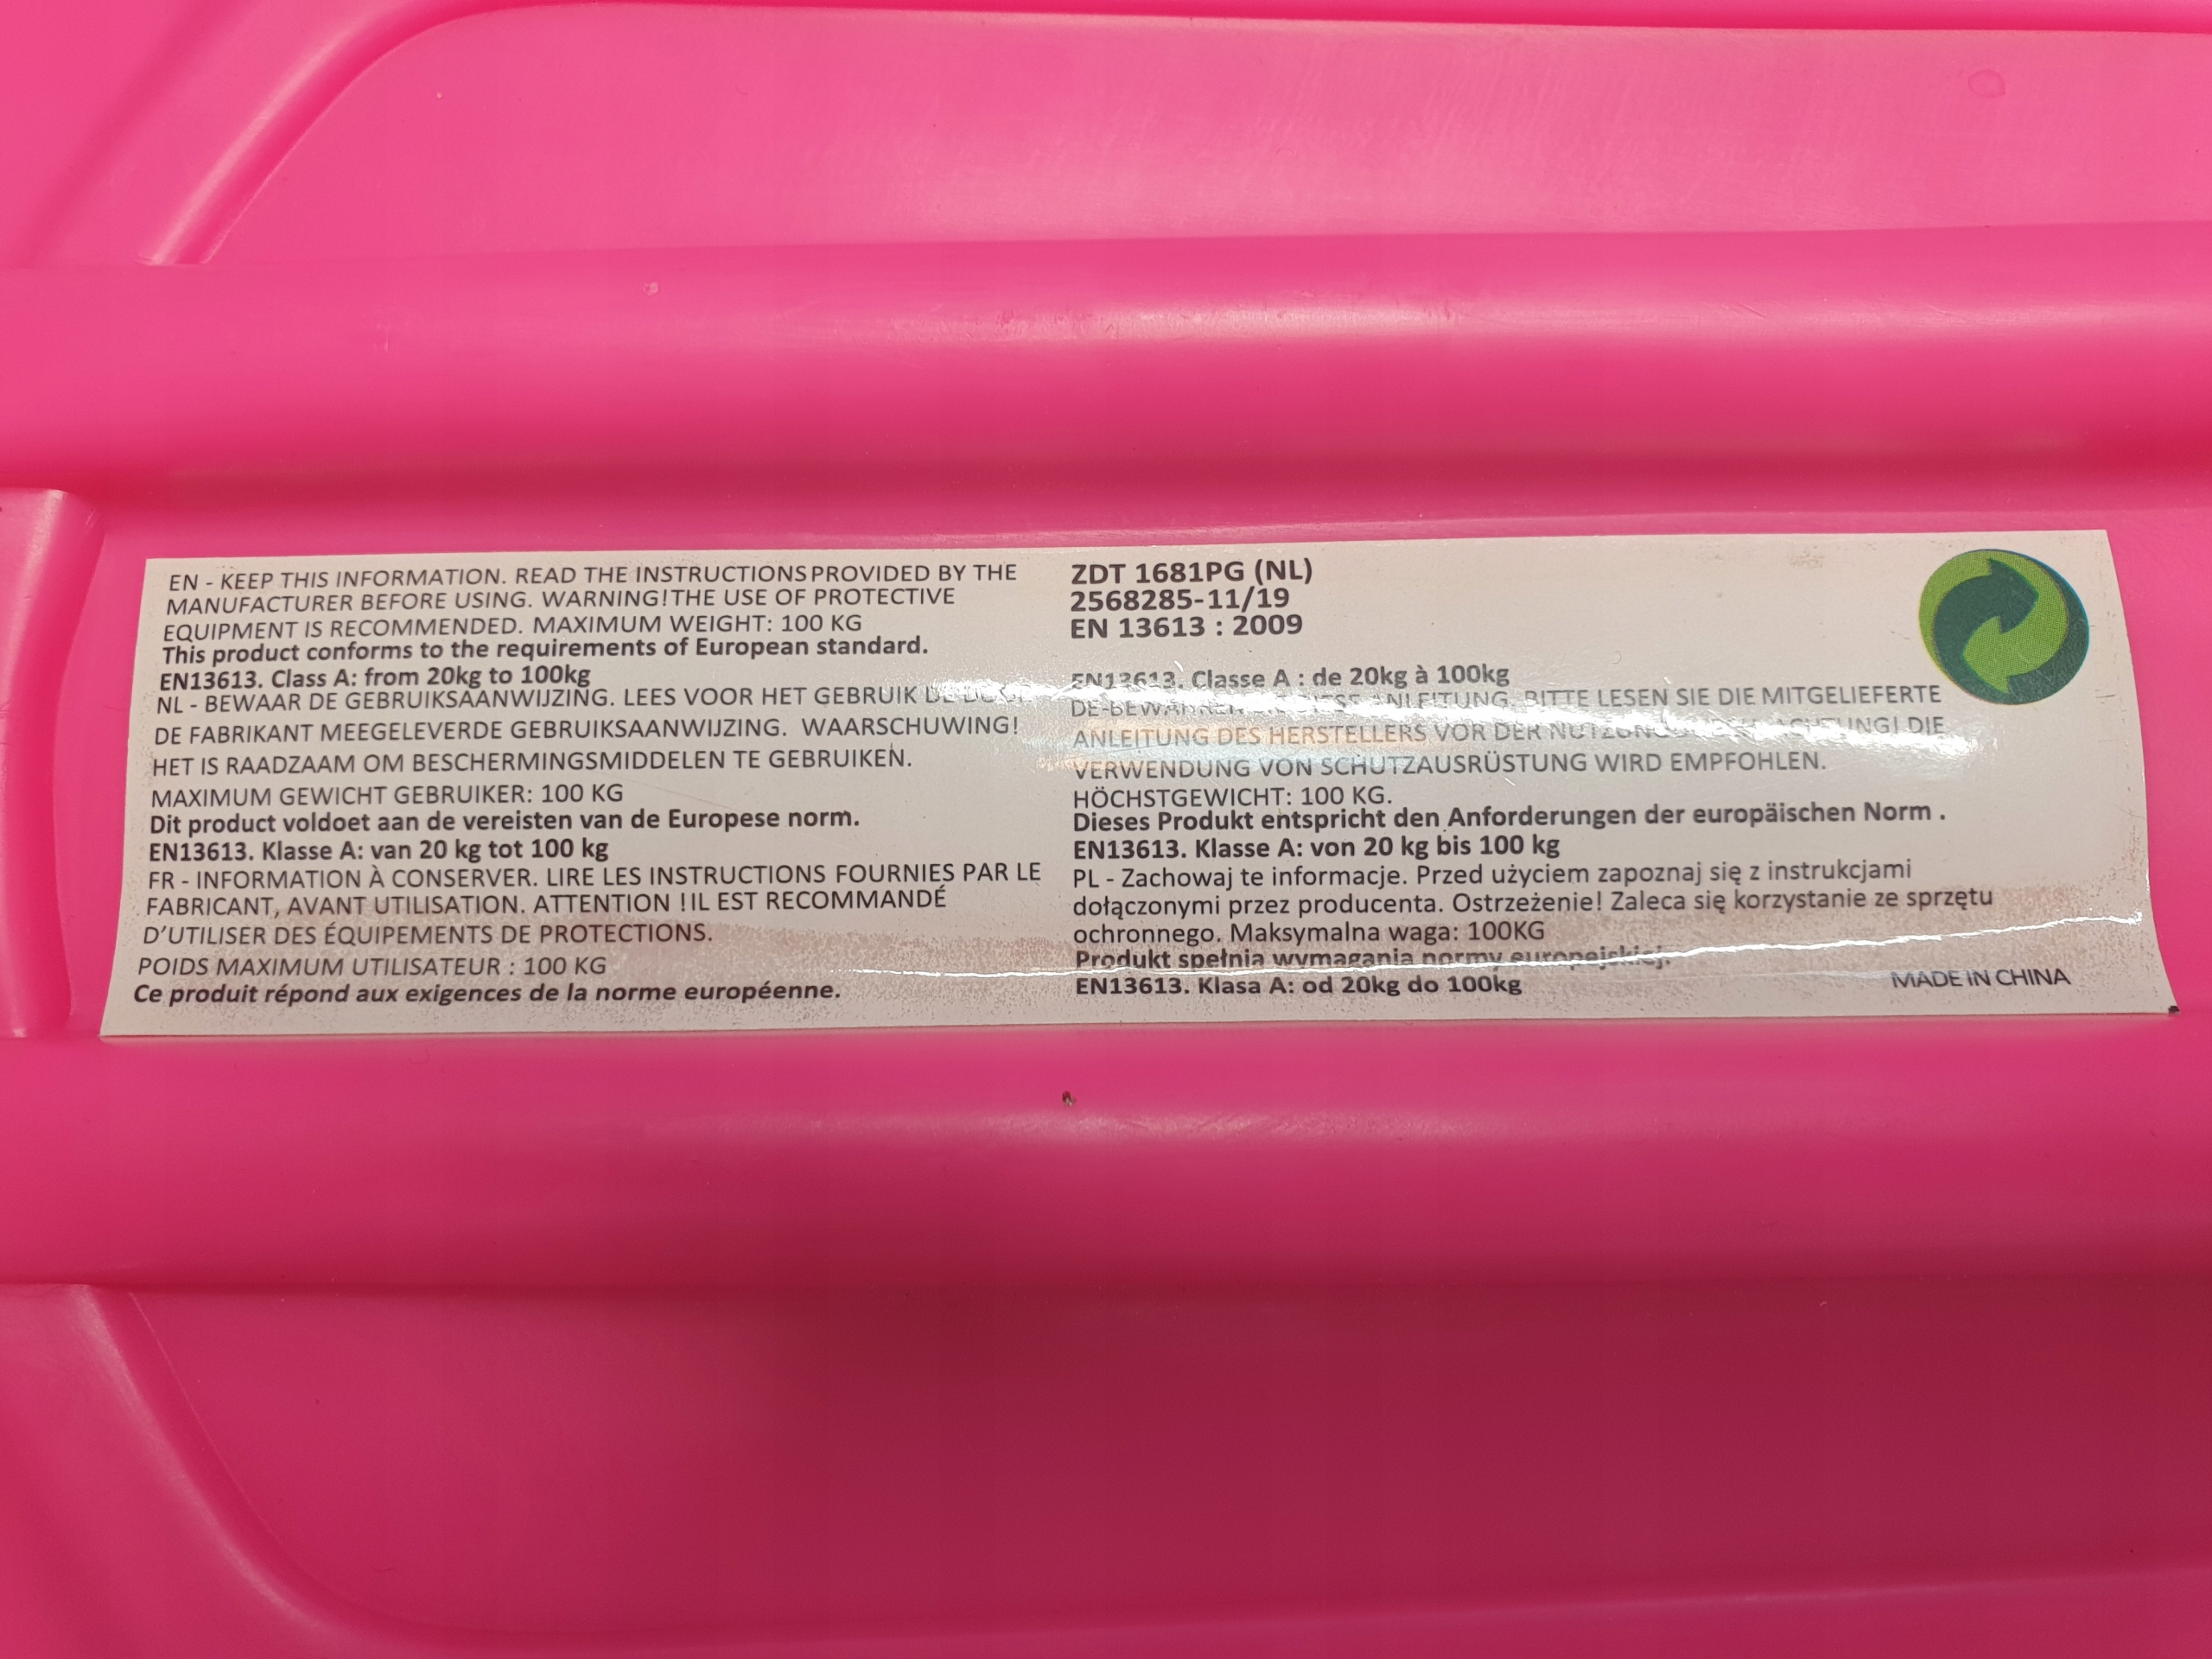 EN - KEEP THIS INFORMATION. READ THE INSTRUCTIONS PROVIDED BY THE
MANUFACTURER BEFORE USING. WARNING! THE USE OF PROTECTIVE
EQUIPMENT IS RECOMMENDED. MAXIMUM WEIGHT: 100 KG
This product conforms to the requirements of European standard.
EN13613. Class A: from 20kg to 100kg
NL - BEWAAR DE GEBRUIKSAANWIJZING. LEES VOOR HET GEBRUIK
DE FABRIKANT MEEGELEVERDE GEBRUIKSAANWIJZING. WAARSCHUWING!
HET IS RAADZAAM OM BESCHERMINGSMIDDELEN TE GEBRUIKEN.
MAXIMUM GEWICHT GEBRUIKER: 100 KG
Dit product voldoet aan de vereisten van de Europese norm.
EN13613. Klasse A: van 20 kg tot 100 kg
FR - INFORMATION À CONSERVER. LIRE LES INSTRUCTIONS FOURNIES PAR LE
FABRICANT, AVANT UTILISATION. ATTENTION ! IL EST RECOMMANDÉ
D'UTILISER DES ÉQUIPEMENTS DE PROTECTIONS.
POIDS MAXIMUM UTILISATEUR : 100 KG
Ce produit répond aux exigences de la norme européenne.
ZDT 1681PG (NL)
2568285-11/19
EN 13613 : 2009
EN13613. Classe A : de 20kg à 100kg
ANLEITUNG. BITTE LESEN SIE DIE MITGELIEFERTE
ANLEITUNG DES HERSTELLERS VOR DER DIE
VERWENDUNG VON SCHUTZAUSRÜSTUNG WIRD EMPFOHLEN.
HÖCHSTGEWICHT: 100 KG.
Dieses Produkt entspricht den Anforderungen der europäischen Norm .
EN13613. Klasse A: von 20 kg bis 100 kg
PL - Zachowaj te informacje. Przed użyciem zapoznaj się z instrukcjami
dołączonymi przez producenta. Ostrzeżenie! Zaleca się korzystanie ze sprzętu
ochronnego. Maksymalna waga: 100KG
Produkt spełnia wymagania normy europejskiej.
EN13613. Klasa A: od 20kg do 100kg
MADE IN CHINA